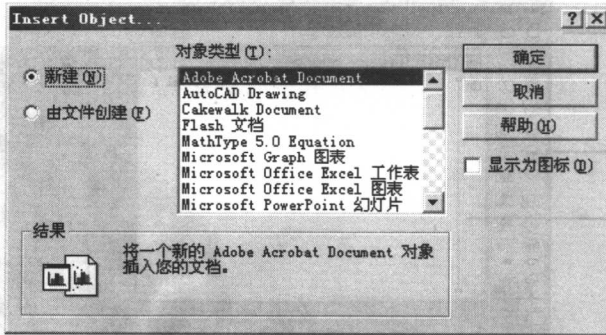 Insert Object...
对象类型(T):
新建(N)
由文件创建(F)
Adobe Acrobat Document
AutoCAD Drawing
Cakewalk Document
Flash 文档
MathType 5.0 Equation
Microsoft Graph 图表
Microsoft Office Excel 工作表
Microsoft Office Excel 图表
Microsoft PowerPoint 幻灯片
确定
取消
帮助(H)
显示为图标(D)
结果
将一个新的 Adobe Acrobat Document 对象
插入您的文档。